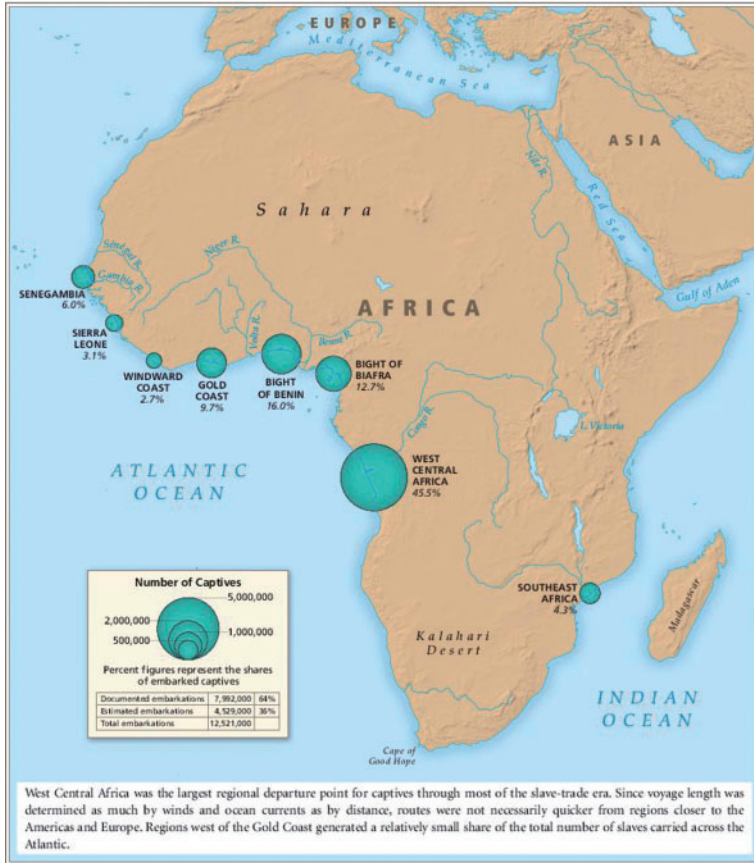 EUROPE
Mediterranean Sea
ASIA
Nile R.
Red Sea
Sahara
Sénégal R.
Gambia R.
Niger R.
SENEGAMBIA
6.0%
AFRICA
Gulf of Aden
SIERRA
LEONE
3.1%
Volta R.
Benue R.
WINDWARD
COAST
2.7%
GOLD
COAST
9.7%
BIGHT
OF BENIN
16.0%
BIGHT OF
BIAFRA
12.7%
Congo R.
L. Victoria
ATLANTIC
OCEAN
WEST
CENTRAL
AFRICA
45.5%
SOUTHEAST
AFRICA
4.3%
Madagascar
Kalahari
Desert
INDIAN
OCEAN
Cape of
Good Hope
Number of Captives
5,000,000
2,000,000
1,000,000
500,000
Percent figures represent the shares
of embarked captives
Documented embarkations 7,992,000 64%
Estimated embarkations 4,529,000 36%
Total embarkations 12,521,000
West Central Africa was the largest regional departure point for captives through most of the slave-trade era. Since voyage length was
determined as much by winds and ocean currents as by distance, routes were not necessarily quicker from regions closer to the
Americas and Europe. Regions west of the Gold Coast generated a relatively small share of the total number of slaves carried across the
Atlantic.